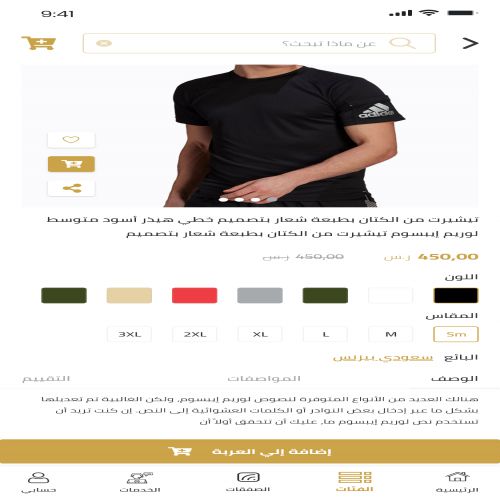 9:41
عن ماذا تبحث؟
adidas
تيشيرت من الكتان بطبعة شعار بتصميم خطي هيذر أسود متوسط
لوريم إيبسوم تيشيرت من الكتان بطبعة شعار بتصميم
450,00 ر.س 450,00 ر.س
اللون
المقاس
Sm M L XL 2XL 3XL
البائع سعودي بيزنس
الوصف المواصفات التقييم
هنالك العديد من الأنواع المتوفرة لنصوص لوريم إيبسوم، ولكن الغالبية تم تعديلها
بشكل ما عبر إدخال بعض النوادر أو الكلمات العشوائية إلى النص. إن كنت تريد أن
تستخدم نص لوريم إيبسوم ما، عليك أن تتحقق أولاً أن
إضافة إلي العربة
الرئيسية الفئات الصفقات الخدمات حسابي